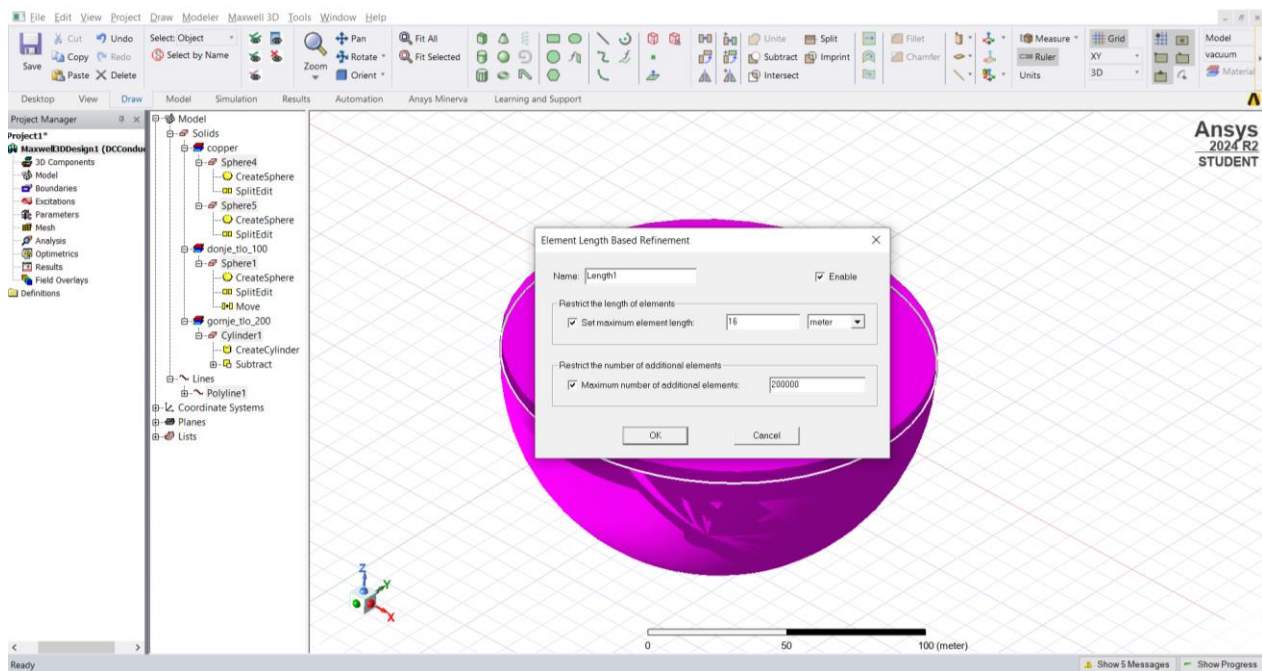 File Edit View Project Draw Modeler Maxwell 3D Tools Window Help
Save
Cut
Copy
Paste
Undo
Redo
Delete
Select: Object
Select by Name
Zoom
Pan
Rotate
Orient
Fit All
Fit Selected
Unite
Subtract
Intersect
Split
Imprint
Fillet
Chamfer
Measure
Ruler
Units
Grid
XY
3D
Model
vacuum
Material
Desktop View Draw Model Simulation Results Automation Ansys Minerva Learning and Support
Project Manager
Project1*
Maxwell3DDesign1 (DCCondu
3D Components
Model
Boundaries
Excitations
Parameters
Mesh
Analysis
Optimetrics
Results
Field Overlays
Definitions
Model
Solids
copper
Sphere4
CreateSphere
SplitEdit
Sphere5
CreateSphere
SplitEdit
donje_tlo_100
Sphere1
CreateSphere
SplitEdit
Move
gornje_tlo_200
Cylinder1
CreateCylinder
Subtract
Lines
Polyline1
Coordinate Systems
Planes
Lists
Ansys
2024 R2
STUDENT
Element Length Based Refinement
Name: Length1
Enable
Restrict the length of elements
Set maximum element length: 16 meter
Restrict the number of additional elements
Maximum number of additional elements: 200000
OK Cancel
Z
Y
X
0 50 100 (meter)
Ready
Show 5 Messages
Show Progress